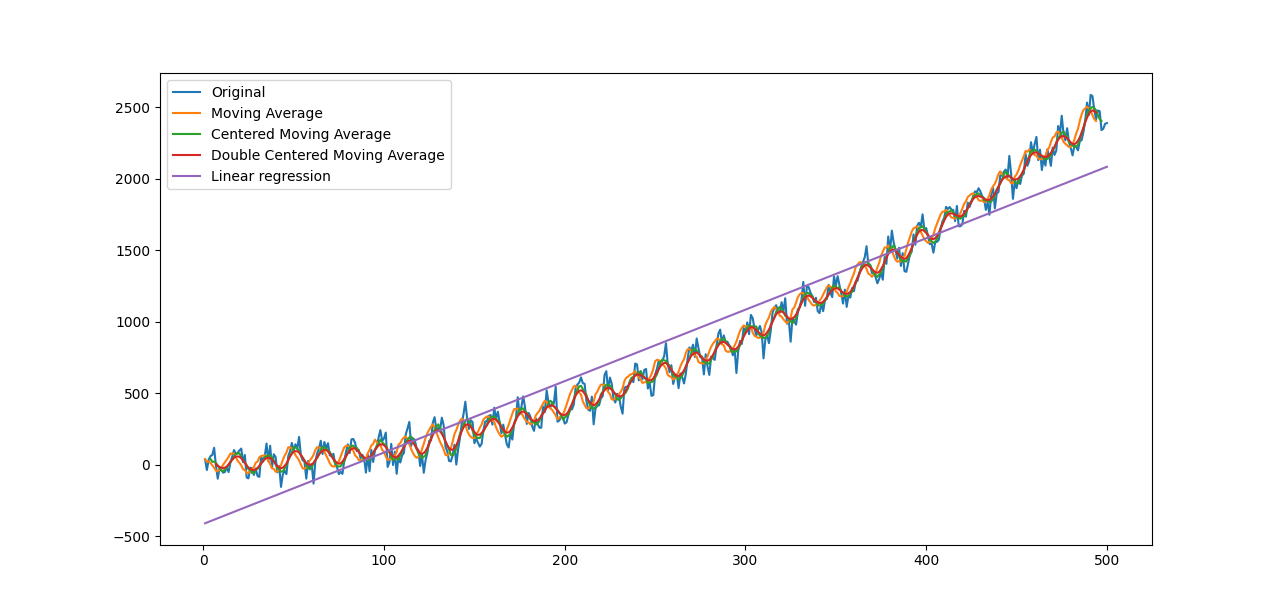 Original
Moving Average
Centered Moving Average
Double Centered Moving Average
Linear regression
2500
2000
1500
1000
500
0
−500
0 100 200 300 400 500